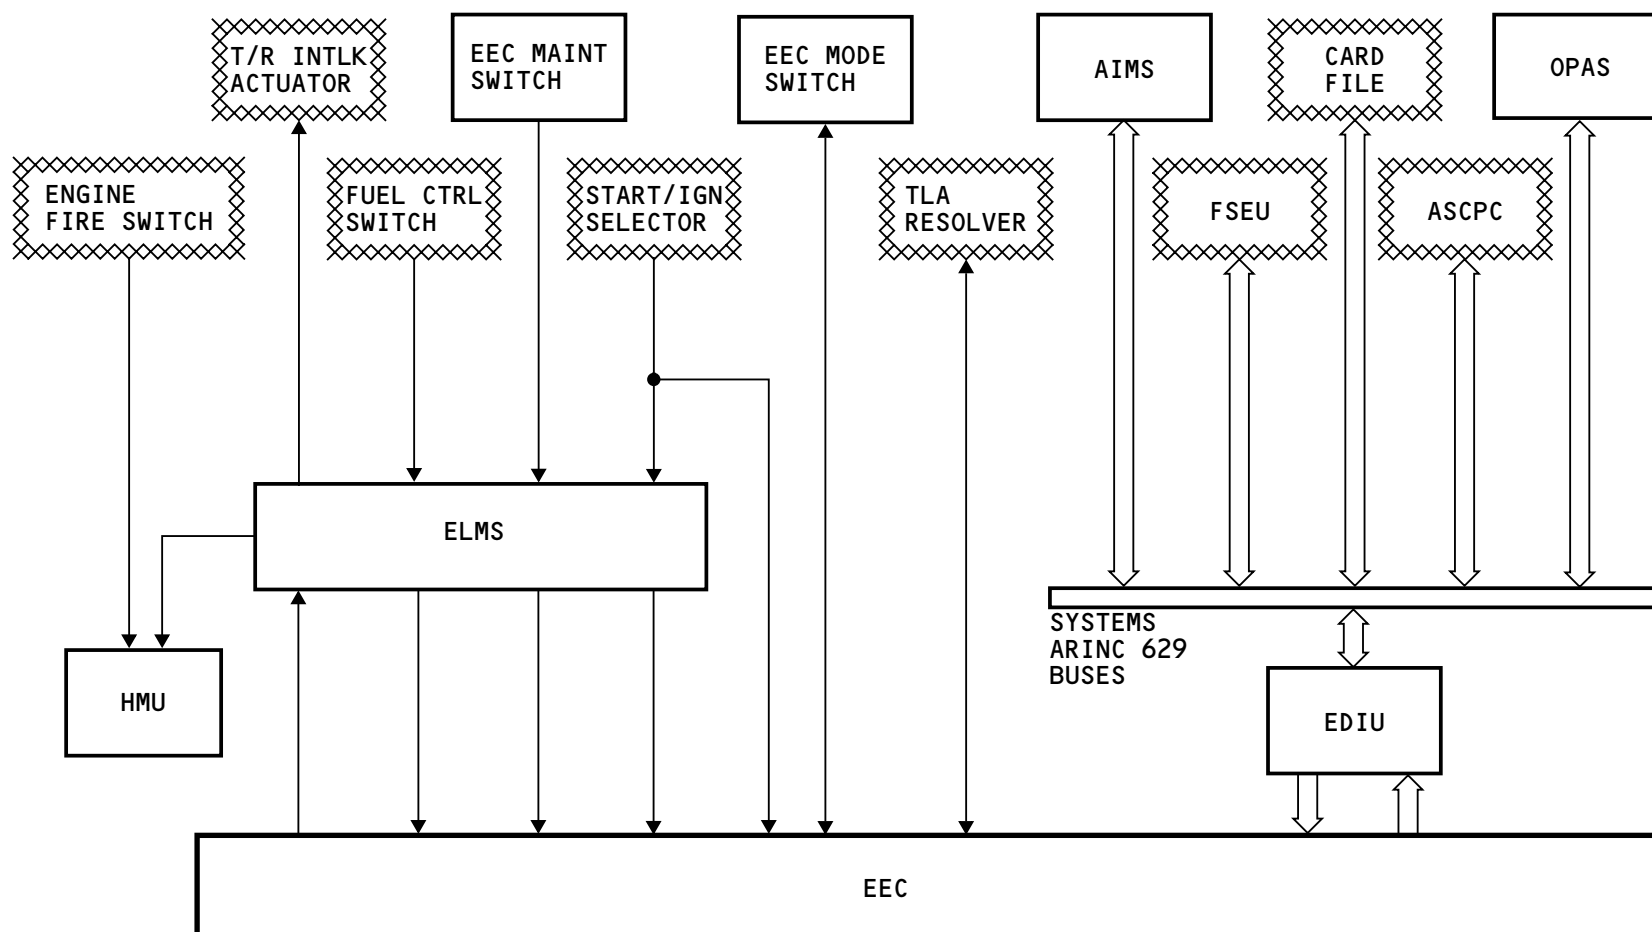 T/R INTLK
ACTUATOR
EEC MAINT
SWITCH
EEC MODE
SWITCH
AIMS
CARD
FILE
OPAS
ENGINE
FIRE SWITCH
FUEL CTRL
SWITCH
START/IGN
SELECTOR
TLA
RESOLVER
FSEU
ASCPC
ELMS
SYSTEMS
ARINC 629
BUSES
HMU
EDIU
EEC